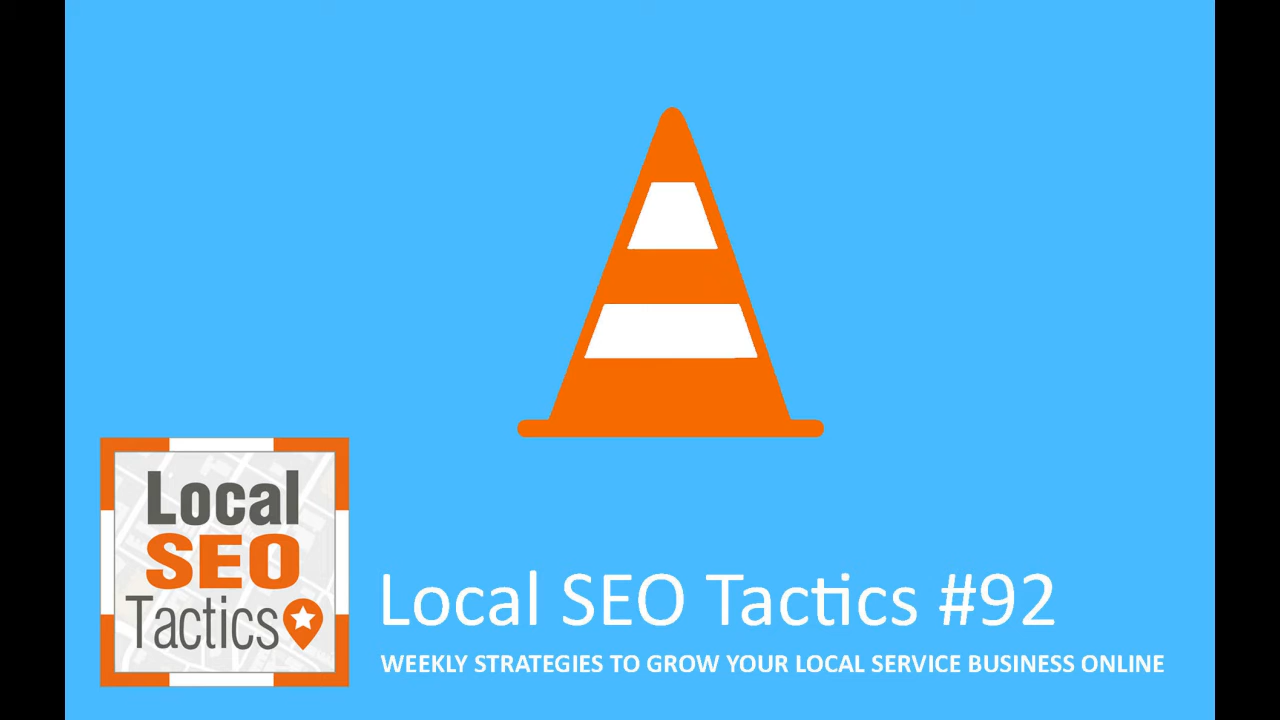 Local
SEO
Tactics
Local SEO Tactics #92
WEEKLY STRATEGIES TO GROW YOUR LOCAL SERVICE BUSINESS ONLINE